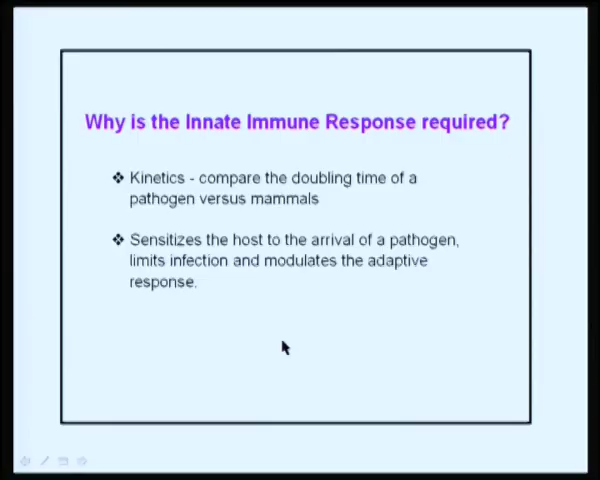 Why is the Innate Immune Response required?
❖ Kinetics - compare the doubling time of a
pathogen versus mammals
❖ Sensitizes the host to the arrival of a pathogen,
limits infection and modulates the adaptive
response.